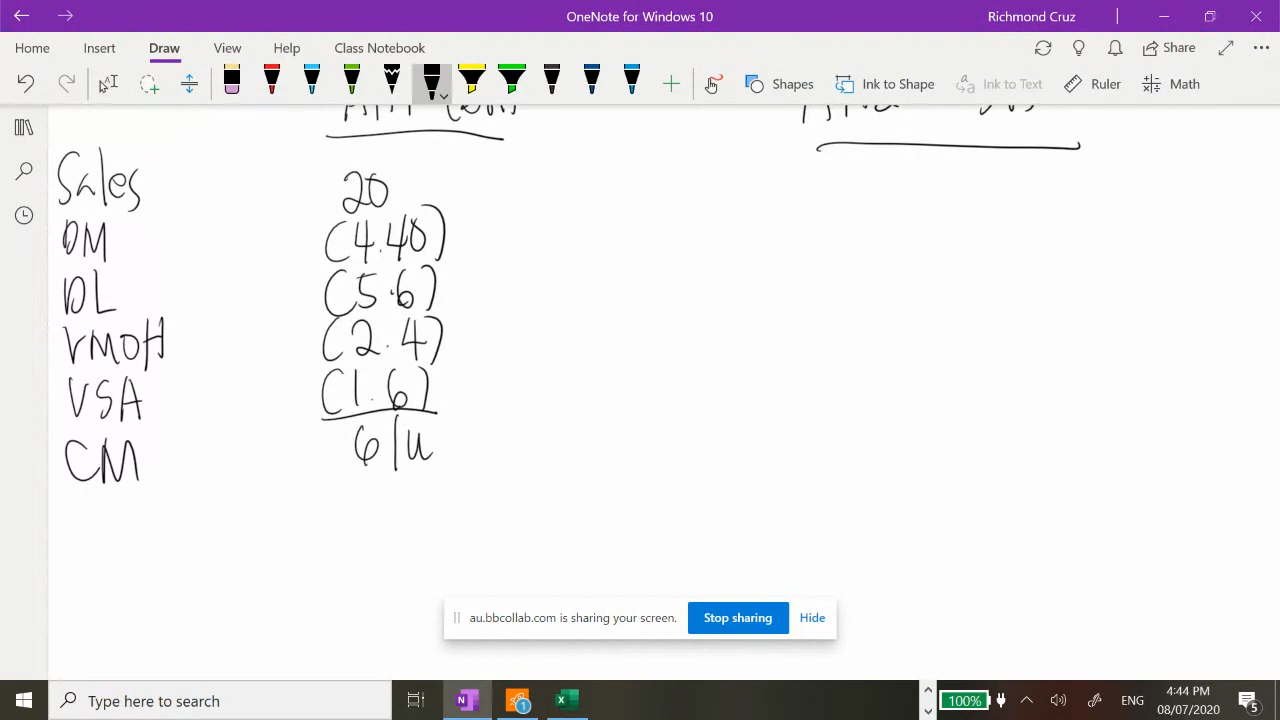 OneNote for Windows 10
Richmond Cruz
Home Insert Draw View Help Class Notebook
Share
Shapes Ink to Shape Ink to Text Ruler Math
Sales 20
DM (4.40)
DL (5.6)
VMOH (2.4)
VSA (1.6)
CM 6/u
au.bbcollab.com is sharing your screen. Stop sharing Hide
Type here to search
1
100%
ENG
4:44 PM
08/07/2020
5